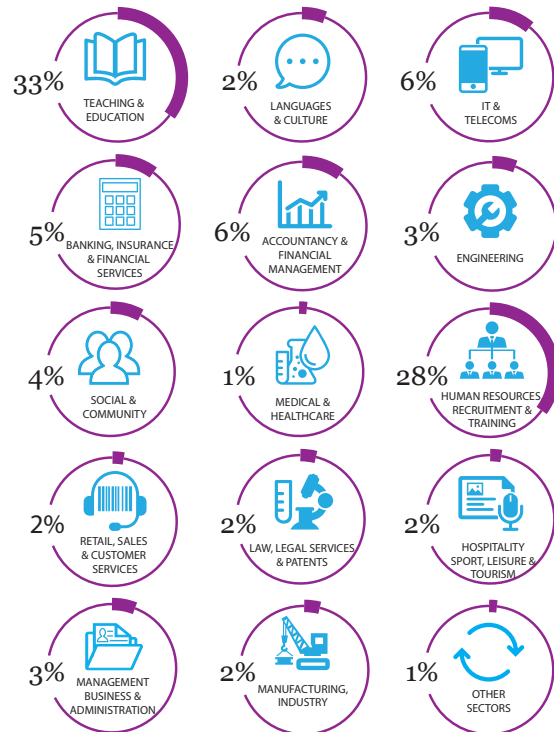 33%
TEACHING &
EDUCATION
2%
LANGUAGES
& CULTURE
6%
IT &
TELECOMS
5%
BANKING, INSURANCE
& FINANCIAL
SERVICES
6%
ACCOUNTANCY &
FINANCIAL
MANAGEMENT
3%
ENGINEERING
4%
SOCIAL &
COMMUNITY
1%
MEDICAL &
HEALTHCARE
28%
HUMAN RESOURCES
RECRUITMENT &
TRAINING
2%
RETAIL, SALES
& CUSTOMER
SERVICES
2%
LAW, LEGAL SERVICES
& PATENTS
2%
HOSPITALITY
SPORT, LEISURE &
TOURISM
3%
MANAGEMENT
BUSINESS &
ADMINISTRATION
2%
MANUFACTURING,
INDUSTRY
1%
OTHER
SECTORS